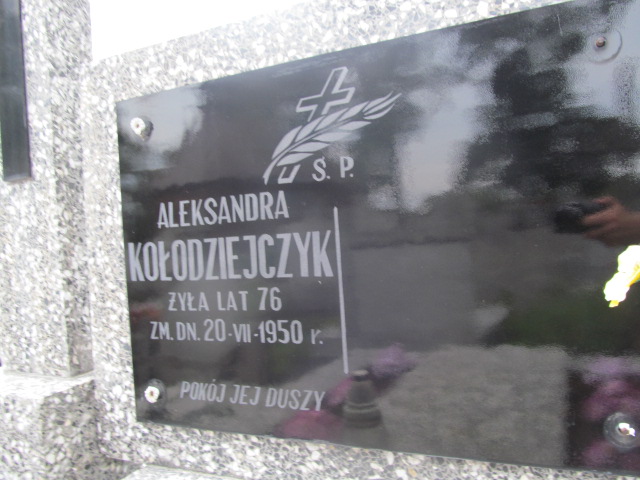 Ś. P.
ALEKSANDRA
KOŁODZIEJCZYK
ŻYŁA LAT 76
ZM. DN. 20-VII-1950 r.
POKÓJ JEJ DUSZY